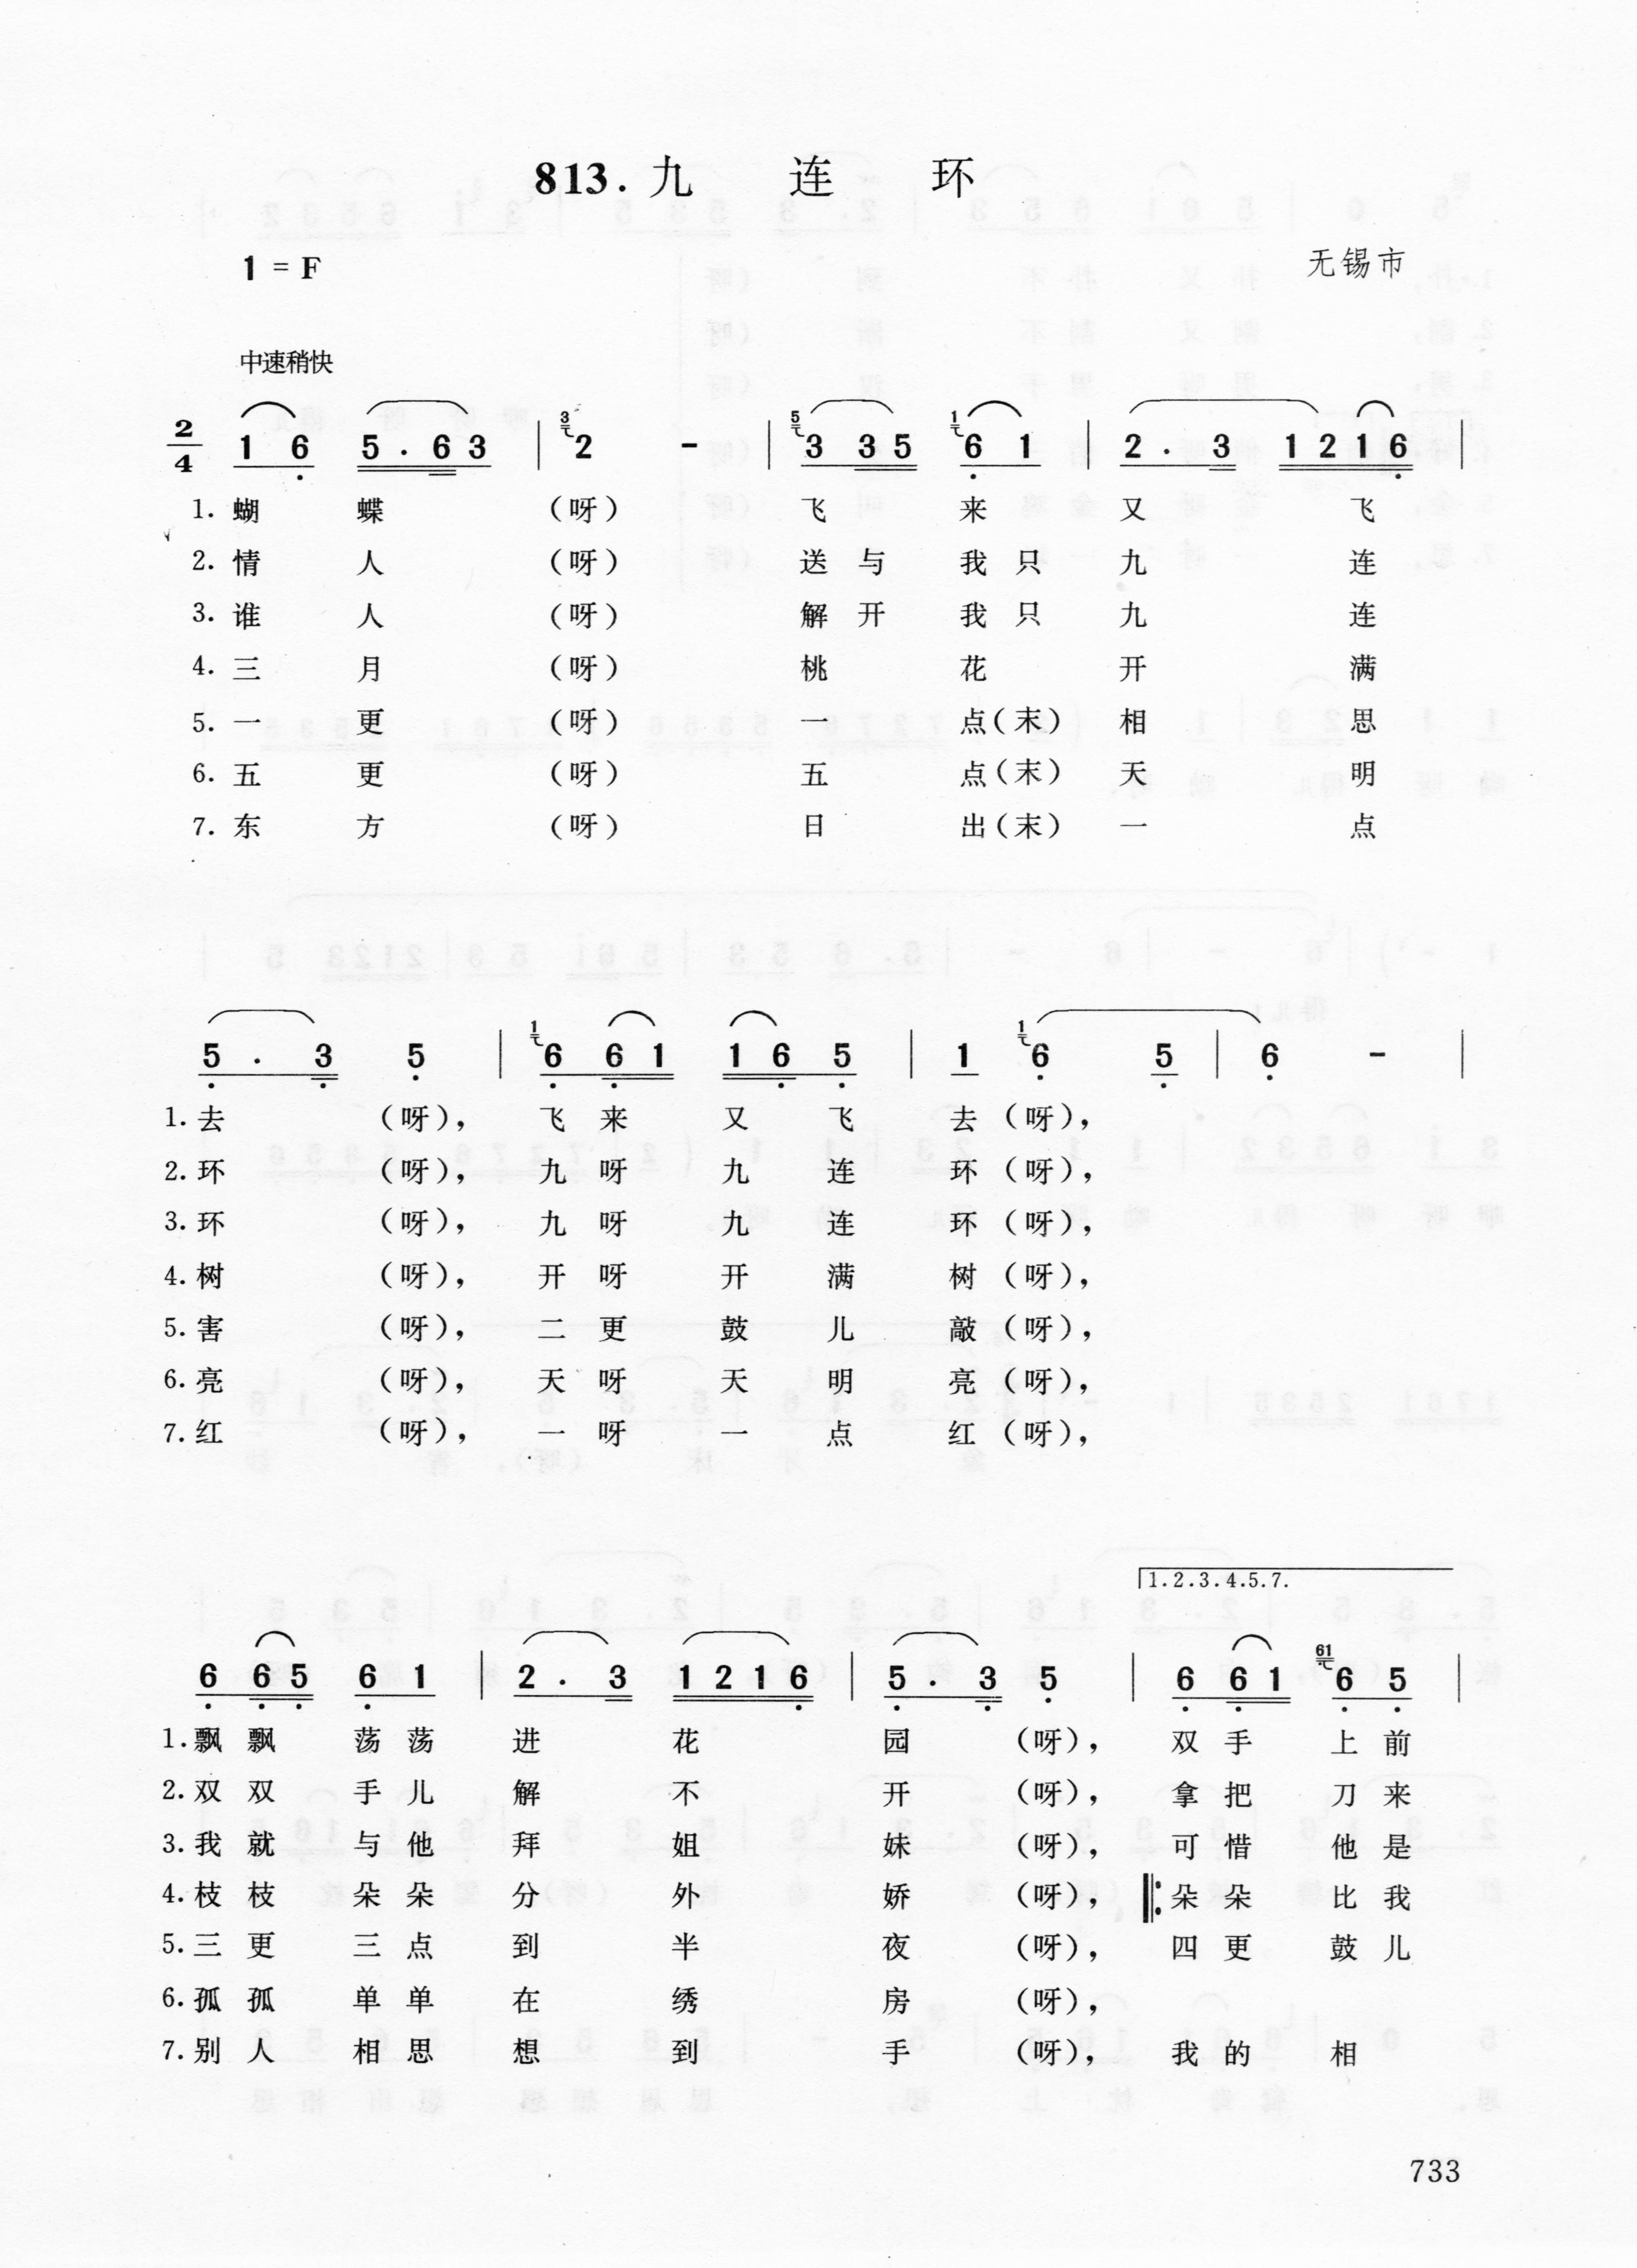 813. 九 连 环
1 = F 无锡市
中速稍快
2/4 1 6 5 . 6 3 | 3 2 - | 5 3 3 5 1 6 1 | 2 . 3 1 2 1 6 |
1. 蝴 蝶 (呀) 飞 来 又 飞
2. 情 人 (呀) 送 与 我 只 九 连
3. 谁 人 (呀) 解 开 我 只 九 连
4. 三 月 (呀) 桃 花 开 满
5. 一 更 (呀) 一 点(末) 相 思
6. 五 更 (呀) 五 点(末) 天 明
7. 东 方 (呀) 日 出(末) 一 点
5 . 3 5 | 1 6 6 1 1 6 5 | 1 1 6 5 | 6 - |
1. 去 (呀), 飞 来 又 飞 去 (呀),
2. 环 (呀), 九 呀 九 连 环 (呀),
3. 环 (呀), 九 呀 九 连 环 (呀),
4. 树 (呀), 开 呀 开 满 树 (呀),
5. 害 (呀), 二 更 鼓 儿 敲 (呀),
6. 亮 (呀), 天 呀 天 明 亮 (呀),
7. 红 (呀), 一 呀 一 点 红 (呀),
1.2.3.4.5.7.
6 6 5 6 1 | 2 . 3 1 2 1 6 | 5 . 3 5 | 6 6 1 61 6 5 |
1. 飘 飘 荡 荡 进 花 园 (呀), 双 手 上 前
2. 双 双 手 儿 解 不 开 (呀), 拿 把 刀 来
3. 我 就 与 他 拜 姐 妹 (呀), 可 惜 他 是
4. 枝 枝 朵 朵 分 外 娇 (呀), ‖: 朵 朵 比 我
5. 三 更 三 点 到 半 夜 (呀), 四 更 鼓 儿
6. 孤 孤 单 单 在 绣 房 (呀),
7. 别 人 相 思 想 到 手 (呀), 我 的 相
733